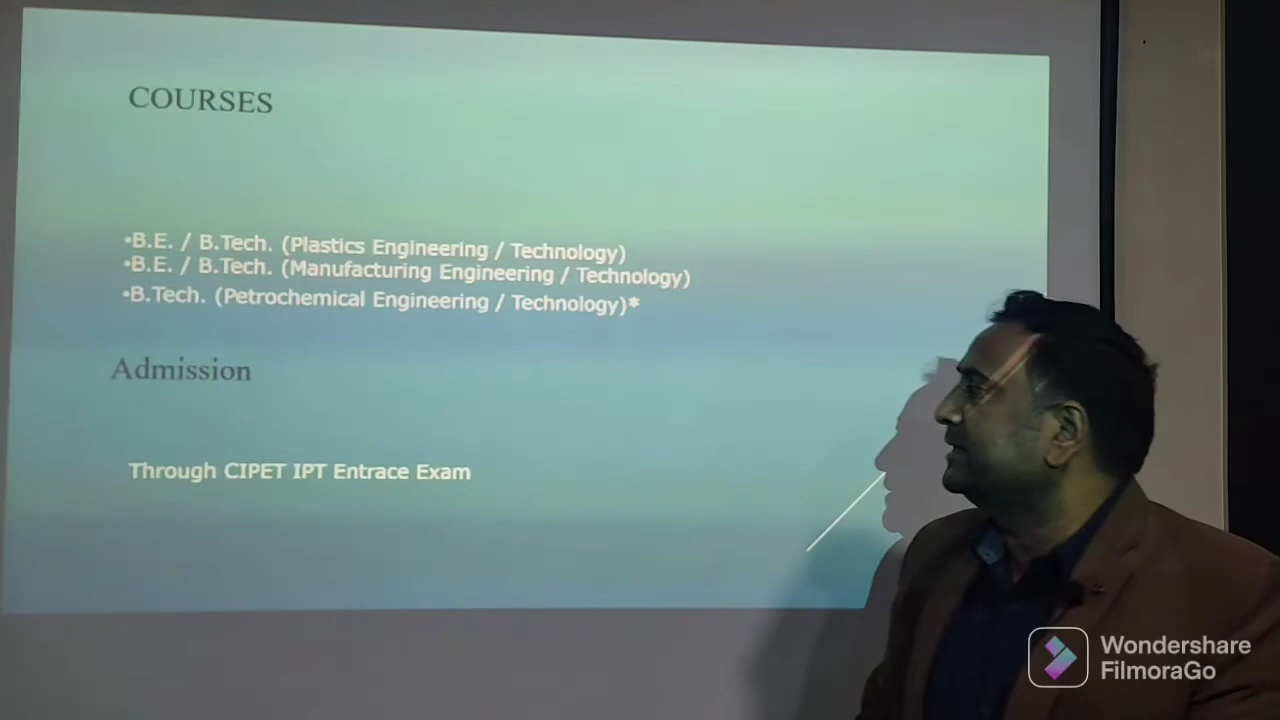 COURSES
•B.E. / B.Tech. (Plastics Engineering / Technology)
•B.E. / B.Tech. (Manufacturing Engineering / Technology)
•B.Tech. (Petrochemical Engineering / Technology)*
Admission
Through CIPET IPT Entrace Exam
Wondershare
FilmoraGo